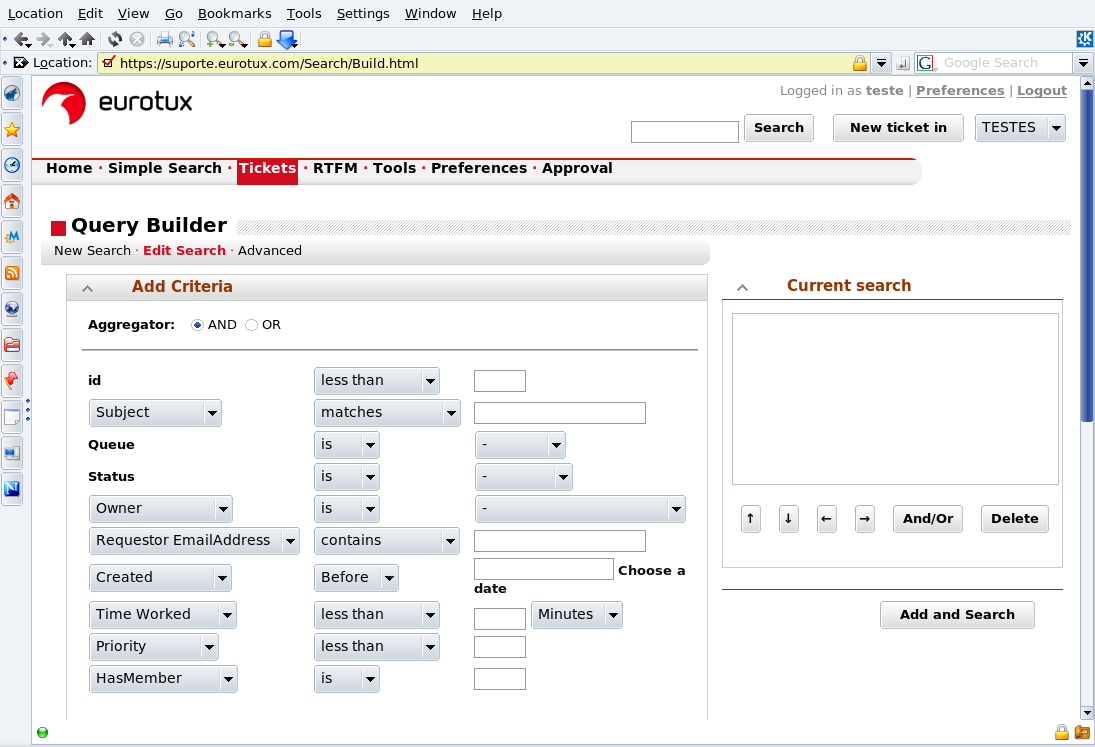 Location Edit View Go Bookmarks Tools Settings Window Help
Location: https://suporte.eurotux.com/Search/Build.html Google Search
eurotux
Logged in as teste | Preferences | Logout
Search New ticket in TESTES
Home · Simple Search · Tickets · RTFM · Tools · Preferences · Approval
Query Builder
New Search · Edit Search · Advanced
Add Criteria
Aggregator: AND OR
id less than
Subject matches
Queue is -
Status is -
Owner is -
Requestor EmailAddress contains
Created Before Choose a
date
Time Worked less than Minutes
Priority less than
HasMember is
Current search
↑ ↓ ← → And/Or Delete
Add and Search